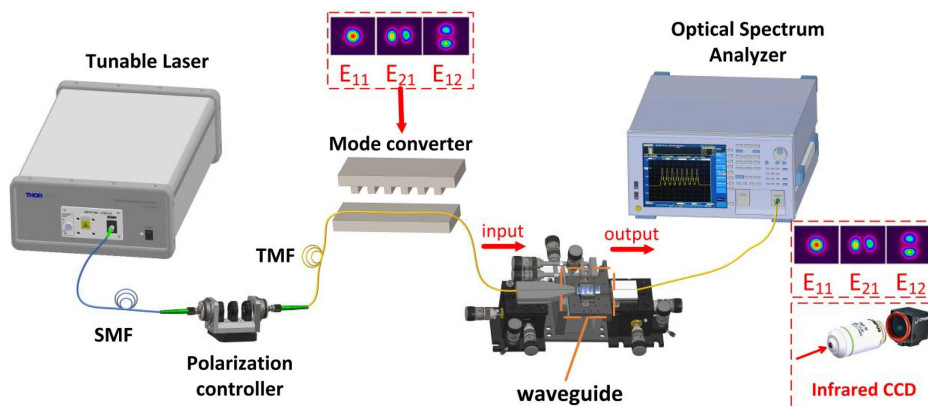 Tunable Laser
E11 E21 E12
Mode converter
Optical Spectrum
Analyzer
THOR
input
output
TMF
SMF
Polarization
controller
waveguide
E11 E21 E12
Infrared CCD